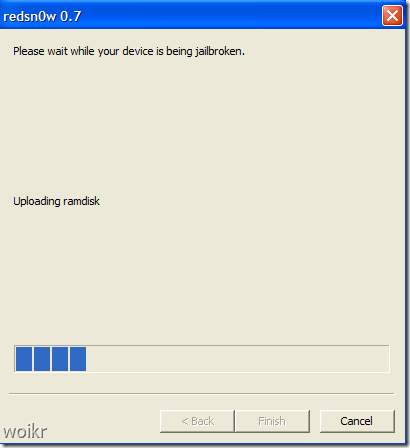 redsn0w 0.7
Please wait while your device is being jailbroken.
Uploading ramdisk
< Back Finish Cancel
woikr